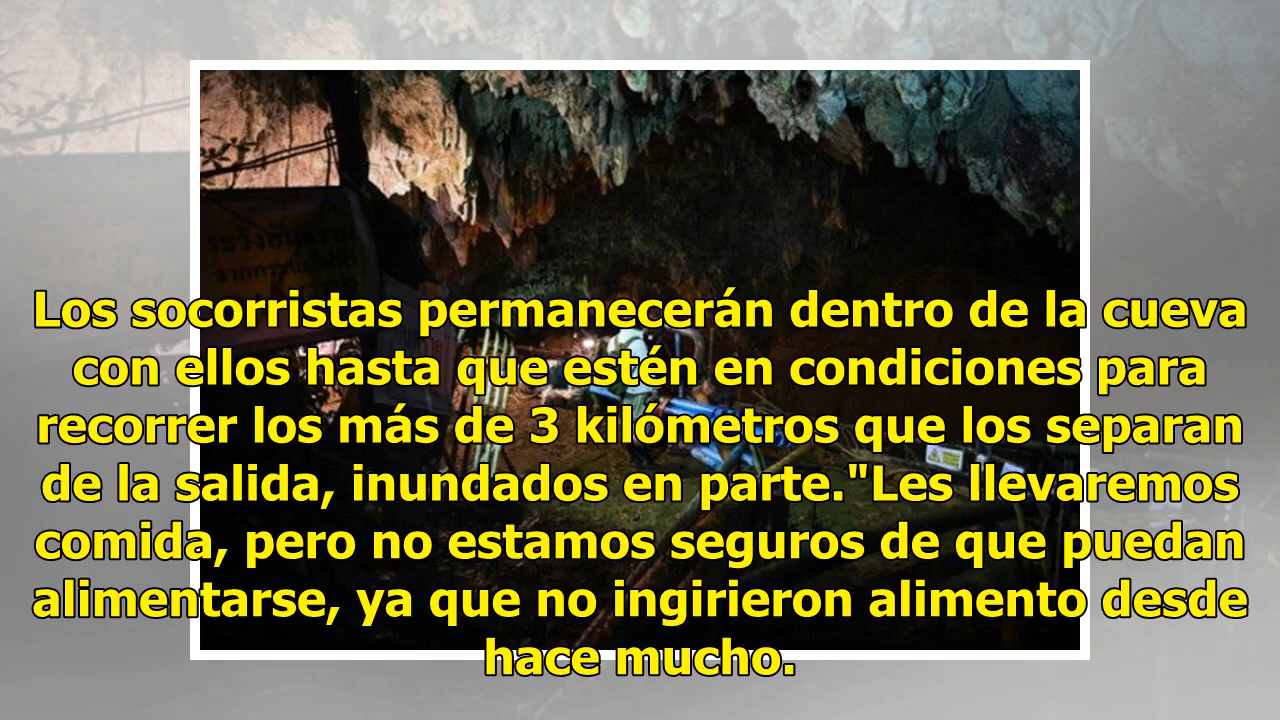 Los socorristas permanecerán dentro de la cueva
con ellos hasta que estén en condiciones para
recorrer los más de 3 kilómetros que los separan
de la salida, inundados en parte."Les llevaremos
comida, pero no estamos seguros de que puedan
alimentarse, ya que no ingirieron alimento desde
hace mucho.